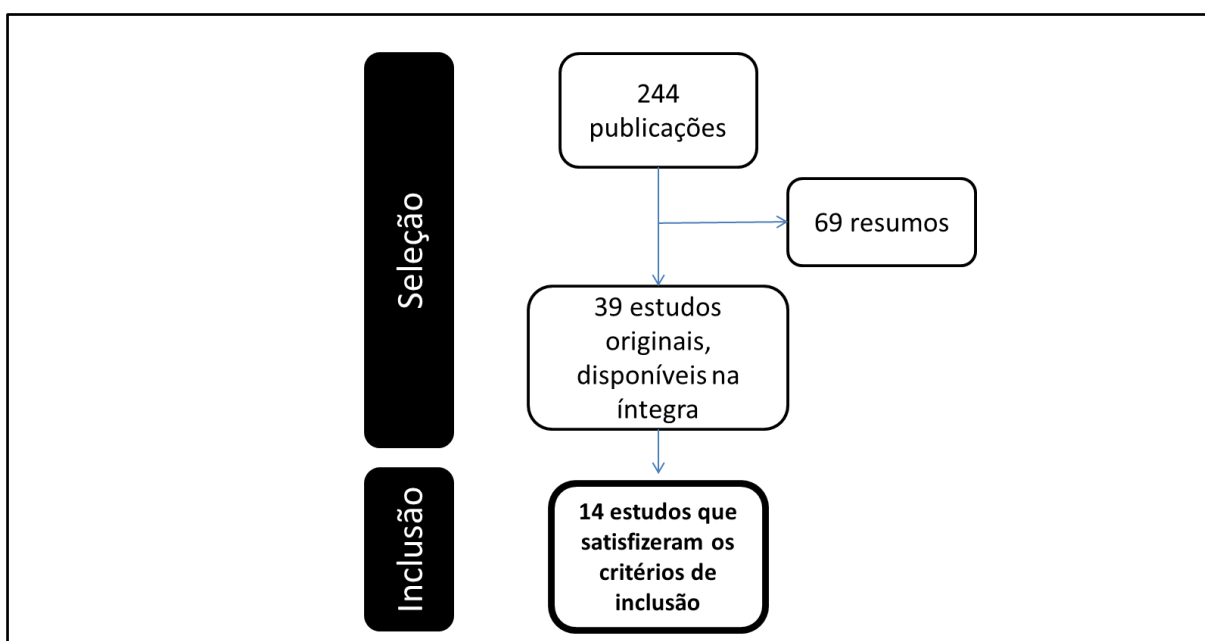 Seleção
244
publicações
69 resumos
39 estudos
originais,
disponíveis na
íntegra
Inclusão
14 estudos que
satisfizeram os
critérios de
inclusão